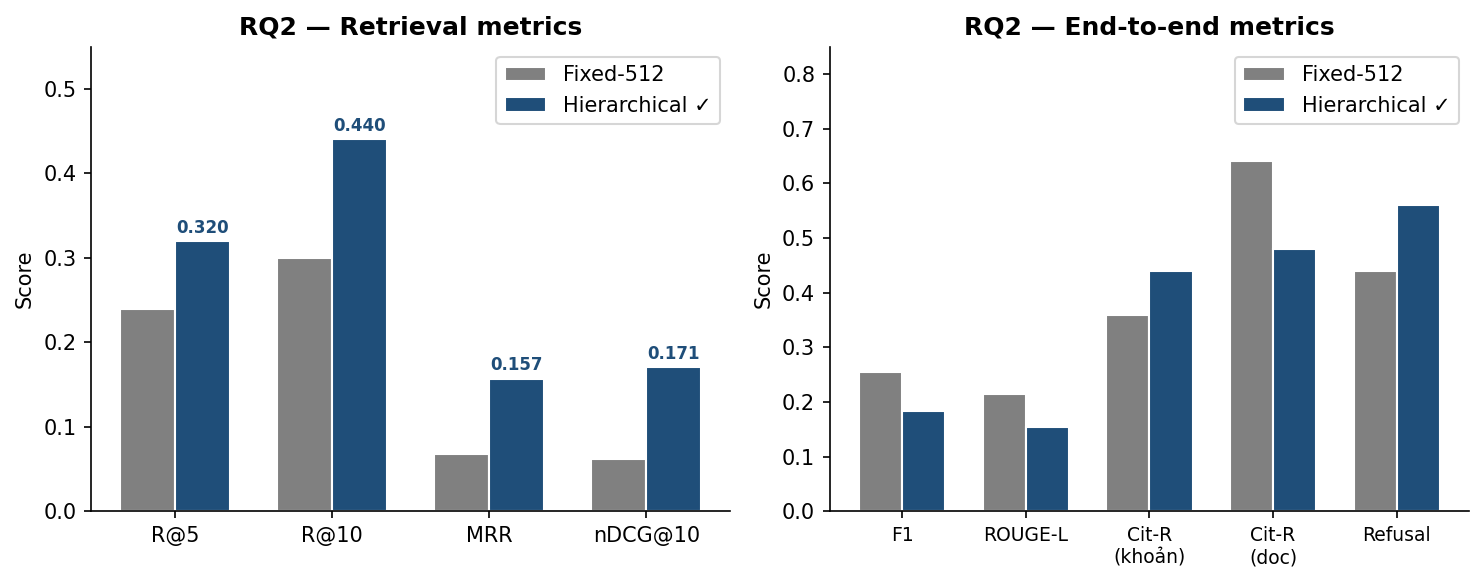 RQ2 — Retrieval metrics
Score
0.5
0.4
0.3
0.2
0.1
0.0
Fixed-512
Hierarchical ✓
0.320
0.440
0.157
0.171
R@5
R@10
MRR
nDCG@10
RQ2 — End-to-end metrics
Score
0.8
0.7
0.6
0.5
0.4
0.3
0.2
0.1
0.0
Fixed-512
Hierarchical ✓
F1
ROUGE-L
Cit-R
(khoản)
Cit-R
(doc)
Refusal